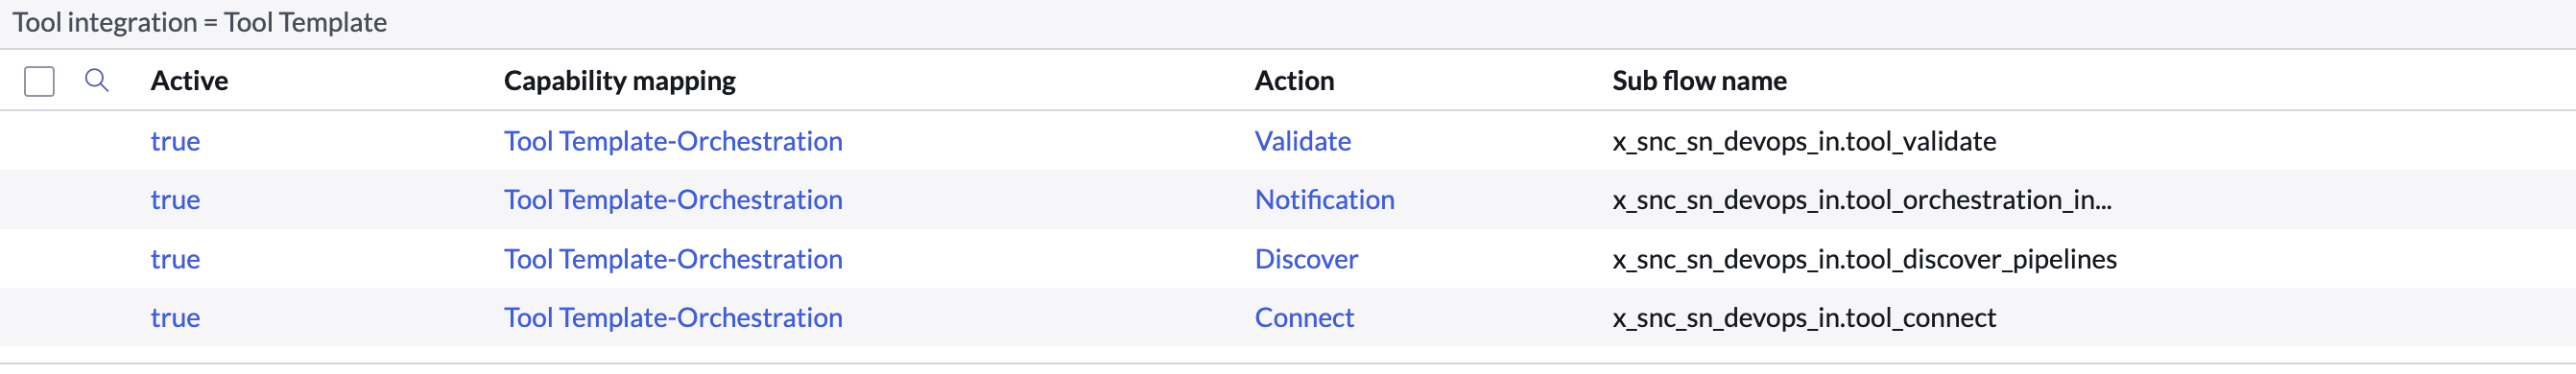 Tool integration = Tool Template
Active Capability mapping Action Sub flow name
true Tool Template-Orchestration Validate x_snc_sn_devops_in.tool_validate
true Tool Template-Orchestration Notification x_snc_sn_devops_in.tool_orchestration_in...
true Tool Template-Orchestration Discover x_snc_sn_devops_in.tool_discover_pipelines
true Tool Template-Orchestration Connect x_snc_sn_devops_in.tool_connect